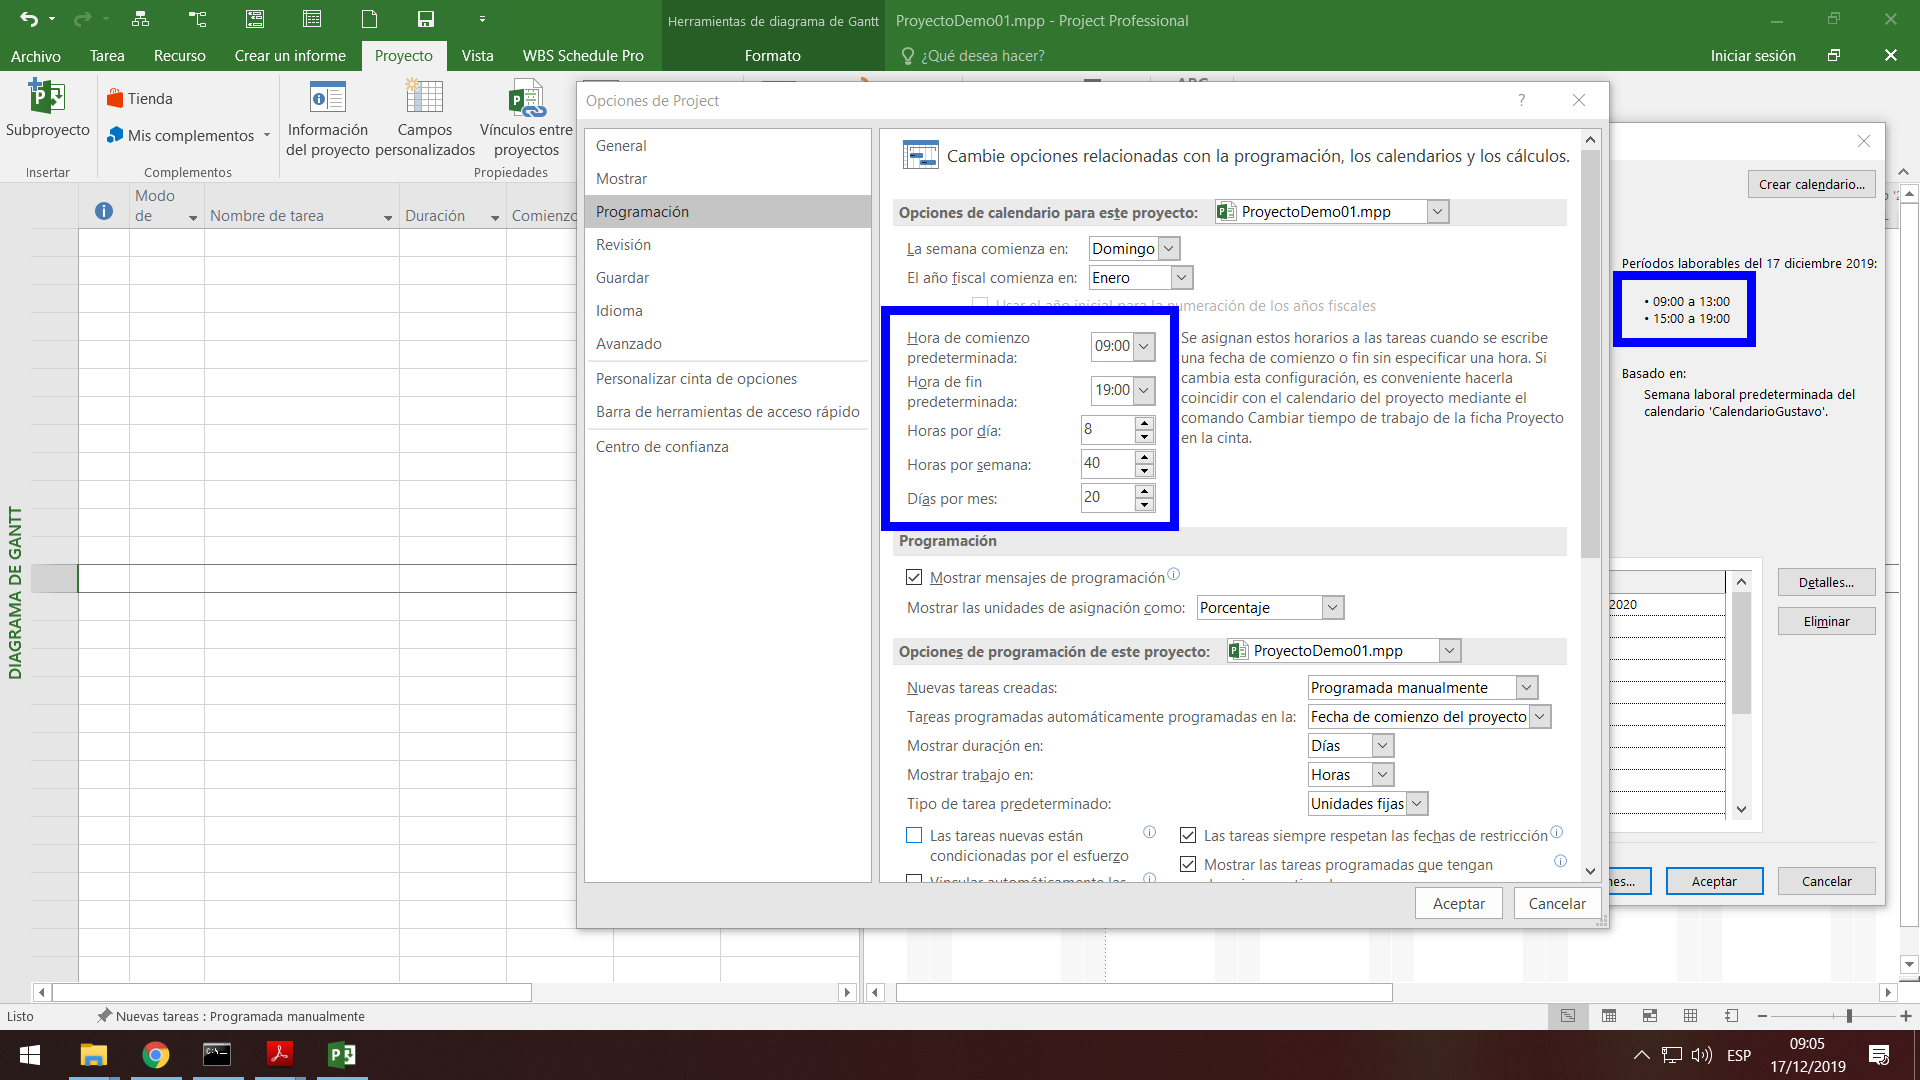 Herramientas de diagrama de Gantt
ProyectoDemo01.mpp - Project Professional
Archivo
Tarea
Recurso
Crear un informe
Proyecto
Vista
WBS Schedule Pro
Formato
¿Qué desea hacer?
Iniciar sesión
Subproyecto
Tienda
Mis complementos
Información
del proyecto
Campos
personalizados
Vínculos entre
proyectos
Insertar
Complementos
Propiedades
Modo
de
Nombre de tarea
Duración
Comienzo
DIAGRAMA DE GANTT
Opciones de Project
?
General
Mostrar
Programación
Revisión
Guardar
Idioma
Avanzado
Personalizar cinta de opciones
Barra de herramientas de acceso rápido
Centro de confianza
Cambie opciones relacionadas con la programación, los calendarios y los cálculos.
Opciones de calendario para este proyecto:
ProyectoDemo01.mpp
La semana comienza en:
Domingo
El año fiscal comienza en:
Enero
Usar el año inicial para la numeración de los años fiscales
Hora de comienzo
predeterminada:
09:00
Hora de fin
predeterminada:
19:00
Horas por día:
8
Horas por semana:
40
Días por mes:
20
Se asignan estos horarios a las tareas cuando se escribe
una fecha de comienzo o fin sin especificar una hora. Si
cambia esta configuración, es conveniente hacerla
coincidir con el calendario del proyecto mediante el
comando Cambiar tiempo de trabajo de la ficha Proyecto
en la cinta.
Programación
Mostrar mensajes de programación
Mostrar las unidades de asignación como:
Porcentaje
Opciones de programación de este proyecto:
ProyectoDemo01.mpp
Nuevas tareas creadas:
Programada manualmente
Tareas programadas automáticamente programadas en la:
Fecha de comienzo del proyecto
Mostrar duración en:
Días
Mostrar trabajo en:
Horas
Tipo de tarea predeterminado:
Unidades fijas
Las tareas nuevas están
condicionadas por el esfuerzo
Las tareas siempre respetan las fechas de restricción
Mostrar las tareas programadas que tengan
Vincular automáticamente las
Aceptar
Cancelar
Crear calendario...
Períodos laborables del 17 diciembre 2019:
• 09:00 a 13:00
• 15:00 a 19:00
Basado en:
Semana laboral predeterminada del
calendario 'CalendarioGustavo'.
2020
Detalles...
Eliminar
nes...
Aceptar
Cancelar
Listo
Nuevas tareas : Programada manualmente
ESP
09:05
17/12/2019